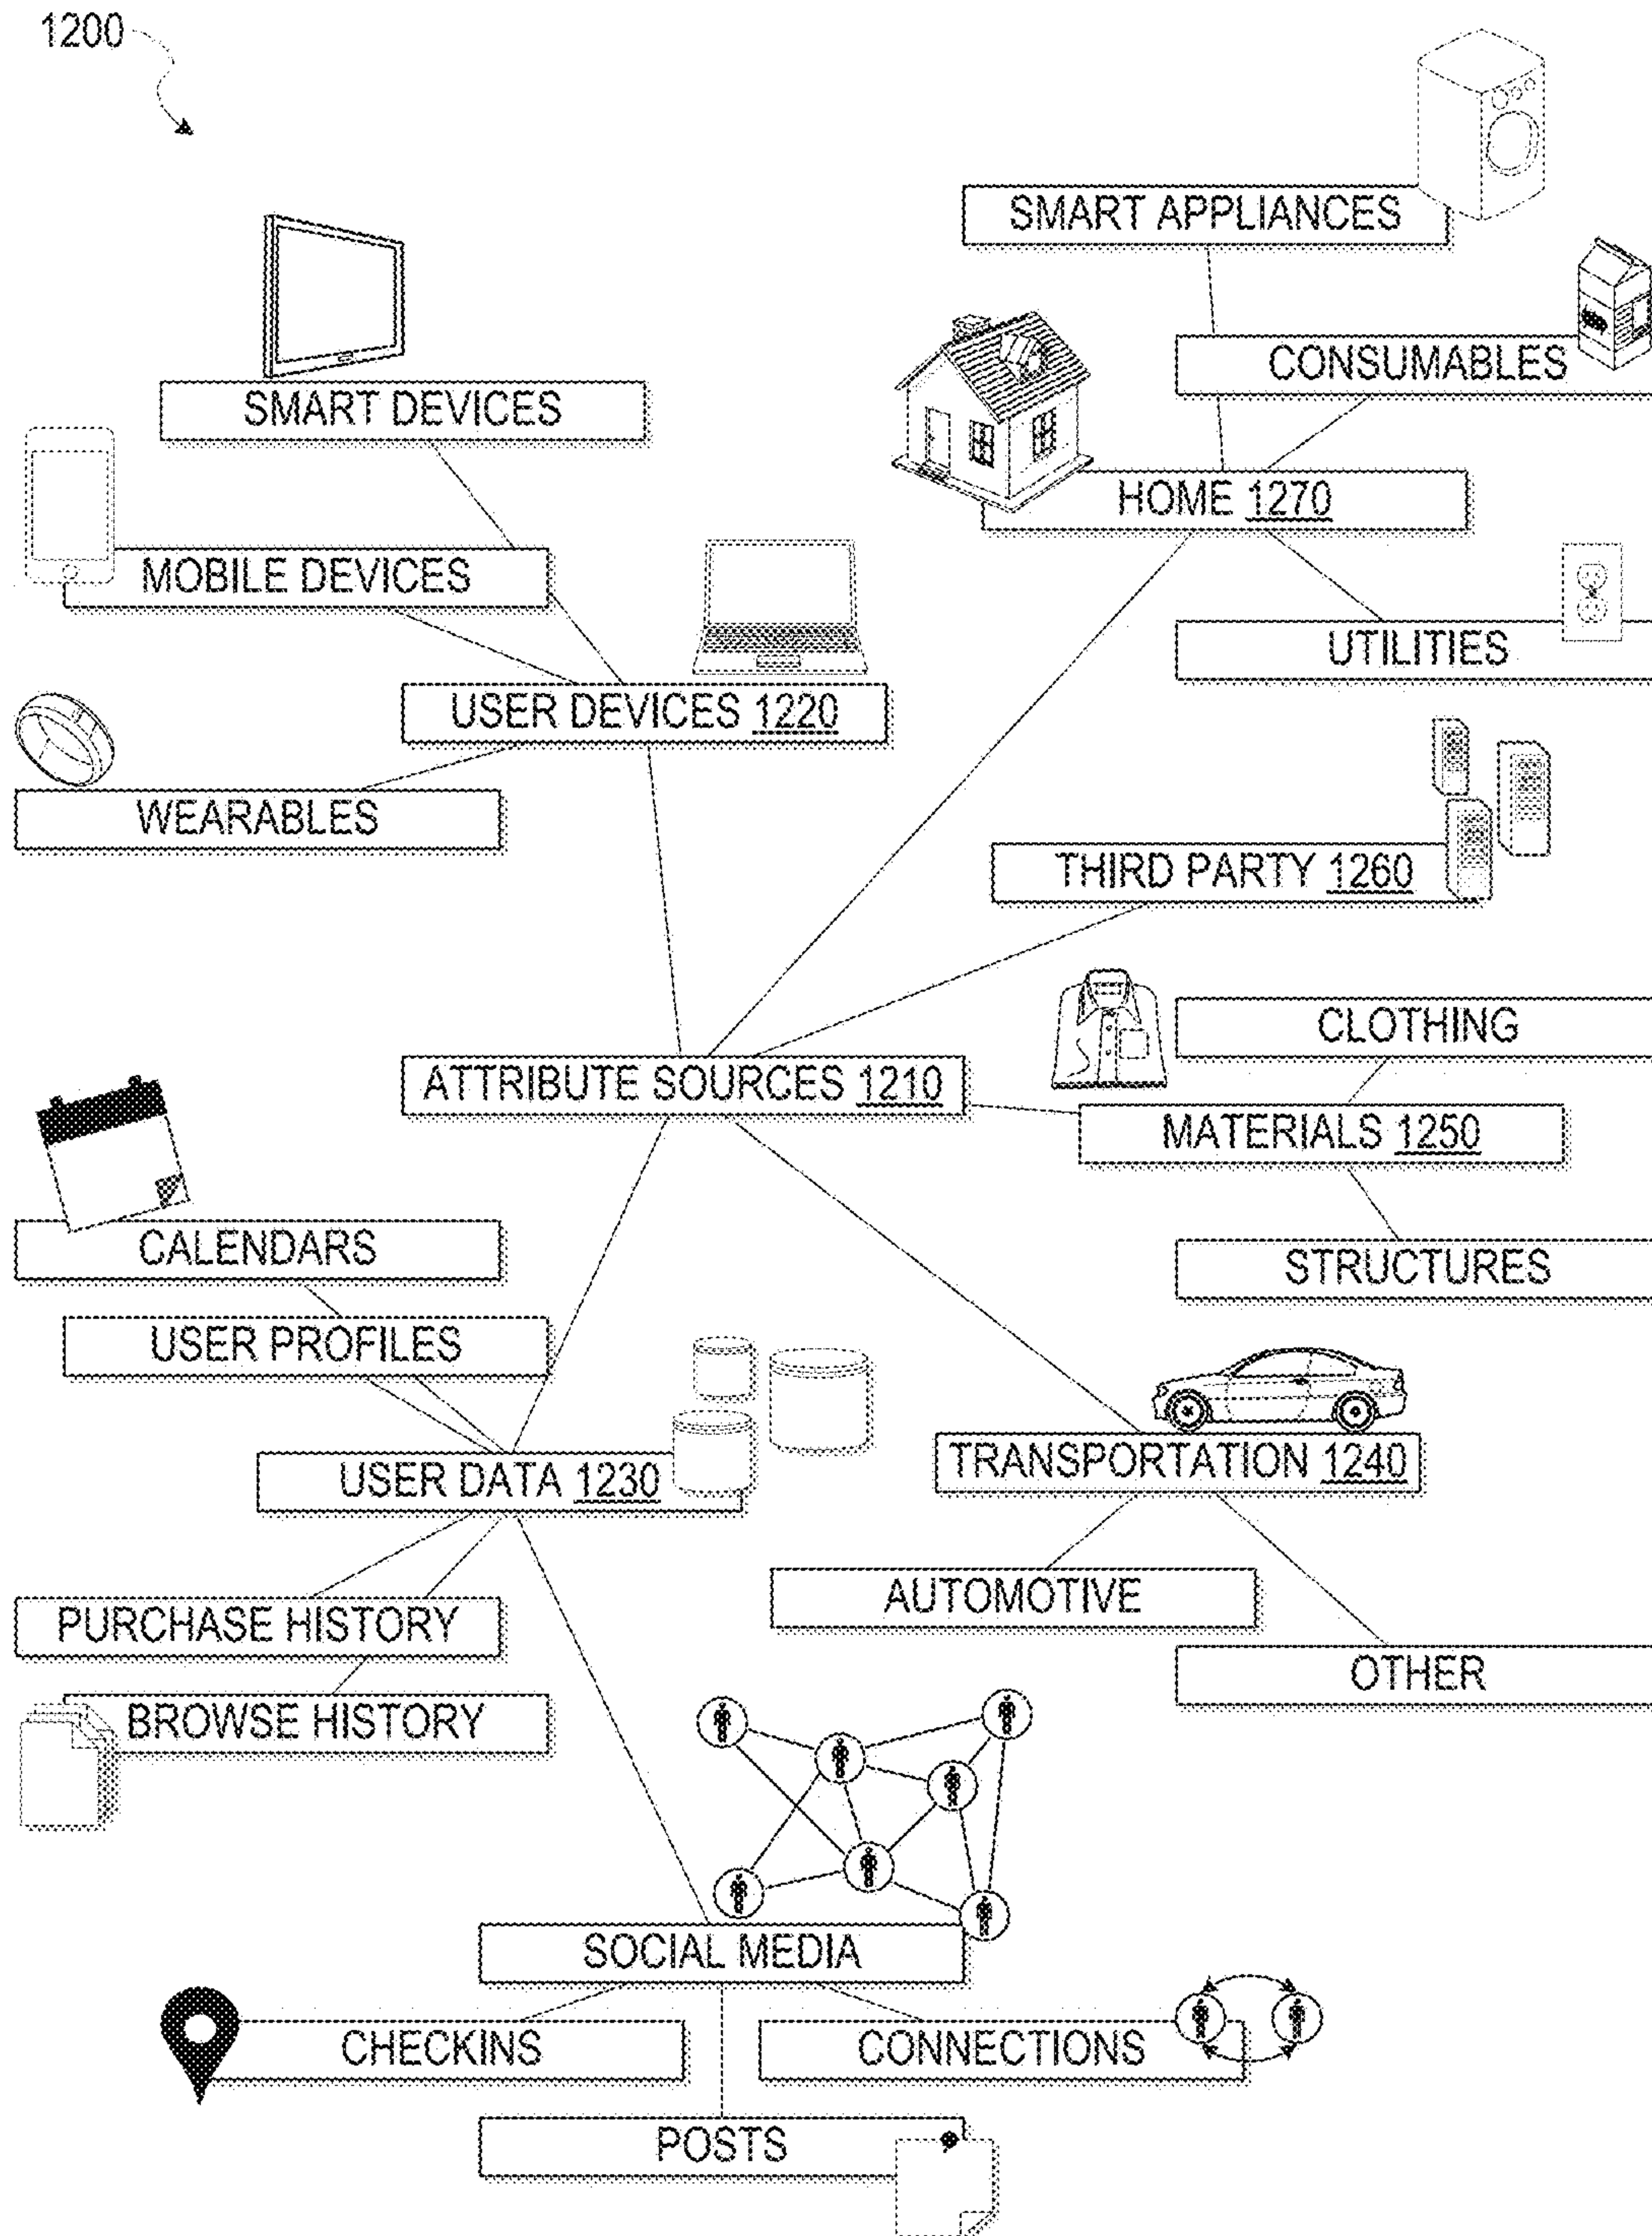 1200
SMART APPLIANCES
CONSUMABLES
SMART DEVICES
HOME 1270
MOBILE DEVICES
UTILITIES
USER DEVICES 1220
WEARABLES
THIRD PARTY 1260
CLOTHING
ATTRIBUTE SOURCES 1210
MATERIALS 1250
CALENDARS
STRUCTURES
USER PROFILES
USER DATA 1230
TRANSPORTATION 1240
AUTOMOTIVE
PURCHASE HISTORY
OTHER
BROWSE HISTORY
SOCIAL MEDIA
CHECKINS
CONNECTIONS
POSTS